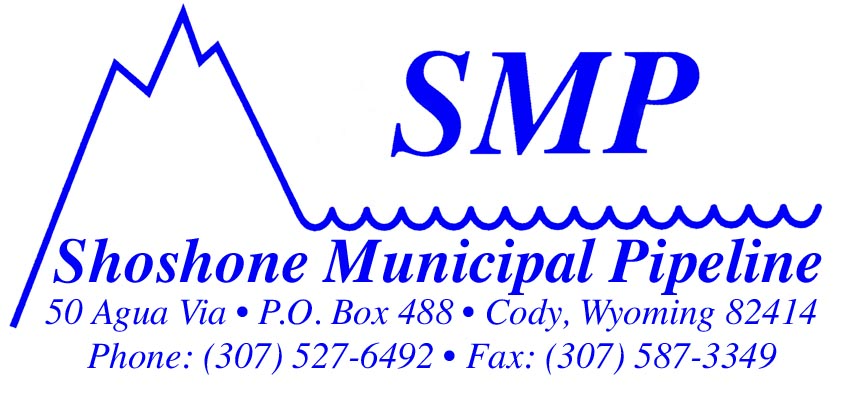 SMP
Shoshone Municipal Pipeline
50 Agua Via • P.O. Box 488 • Cody, Wyoming 82414
Phone: (307) 527-6492 • Fax: (307) 587-3349